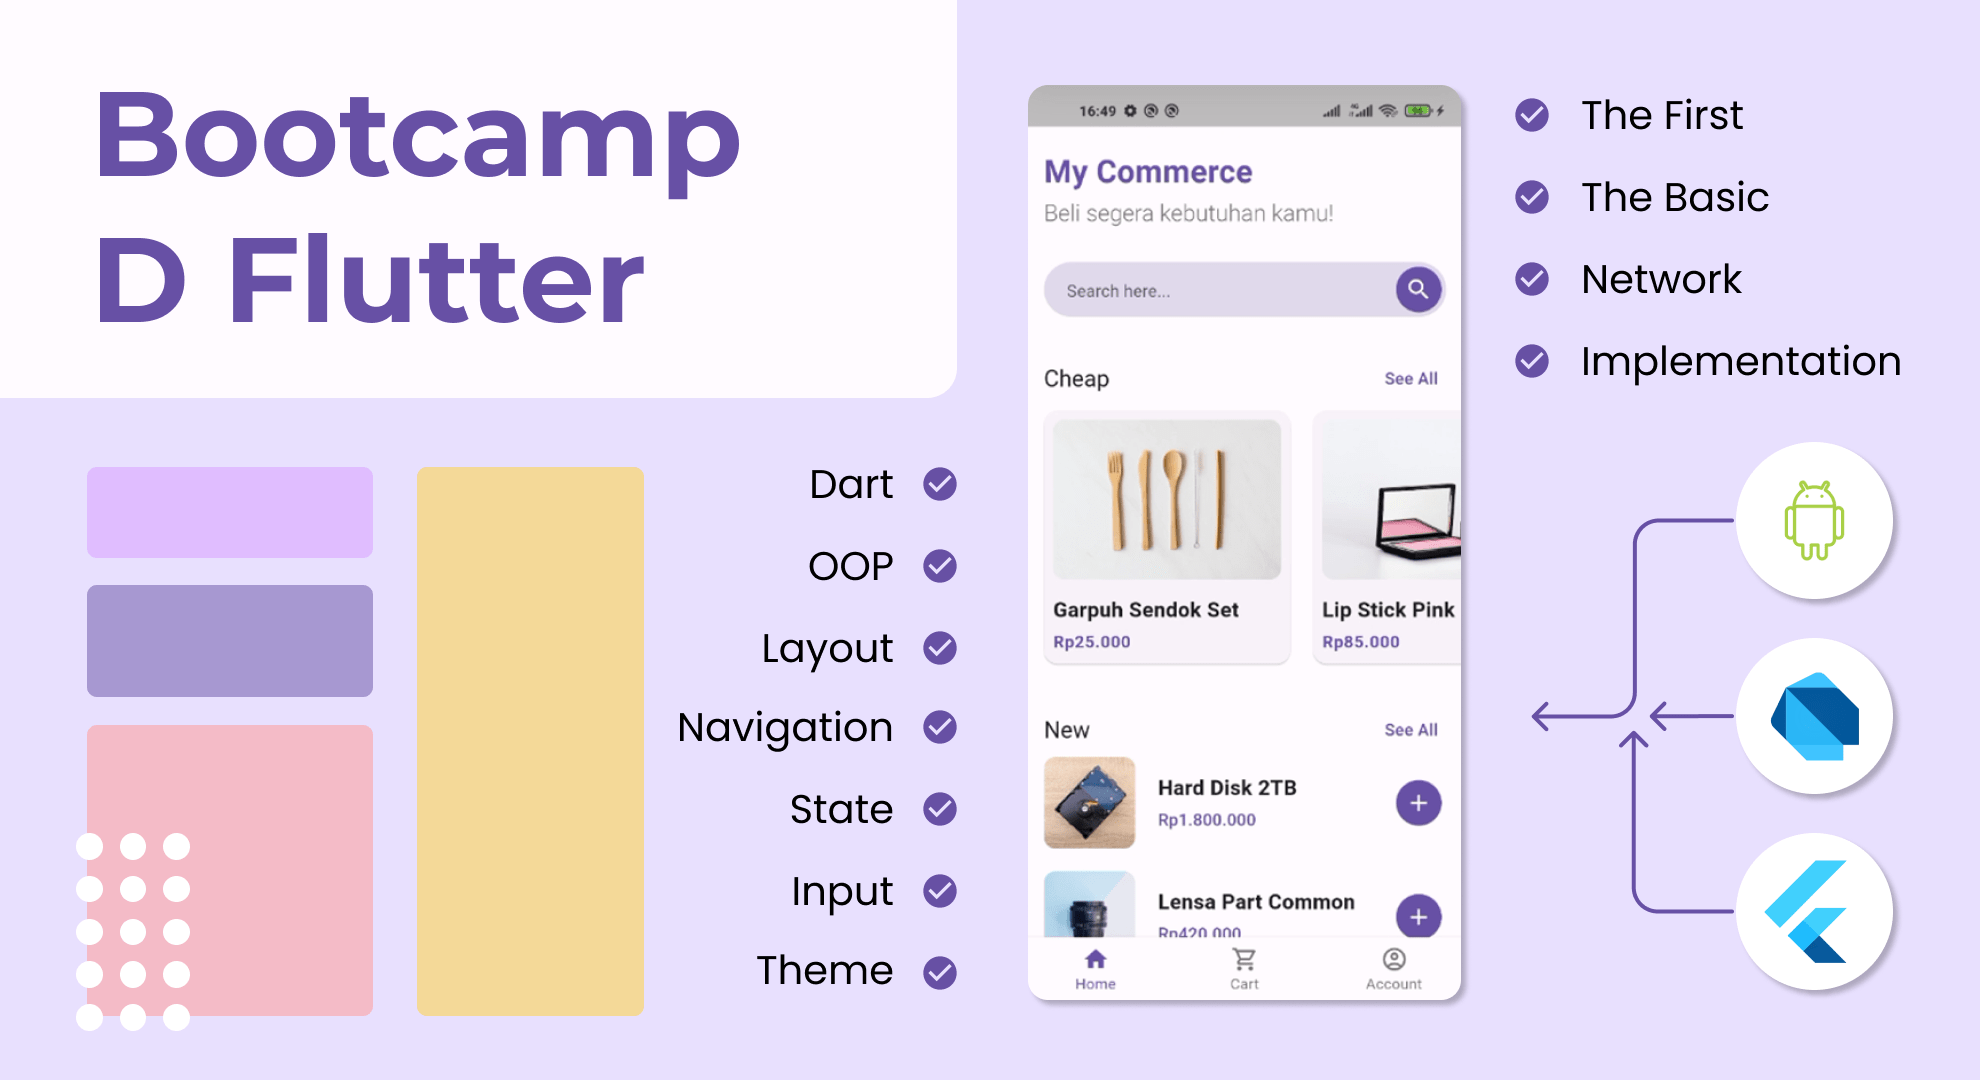 Bootcamp
D Flutter
Dart
OOP
Layout
Navigation
State
Input
Theme
16:49
My Commerce
Beli segera kebutuhan kamu!
Search here...
Cheap
See All
Garpuh Sendok Set
Rp25.000
Lip Stick Pink
Rp85.000
New
See All
Hard Disk 2TB
Rp1.800.000
Lensa Part Common
Rp420.000
Home
Cart
Account
The First
The Basic
Network
Implementation